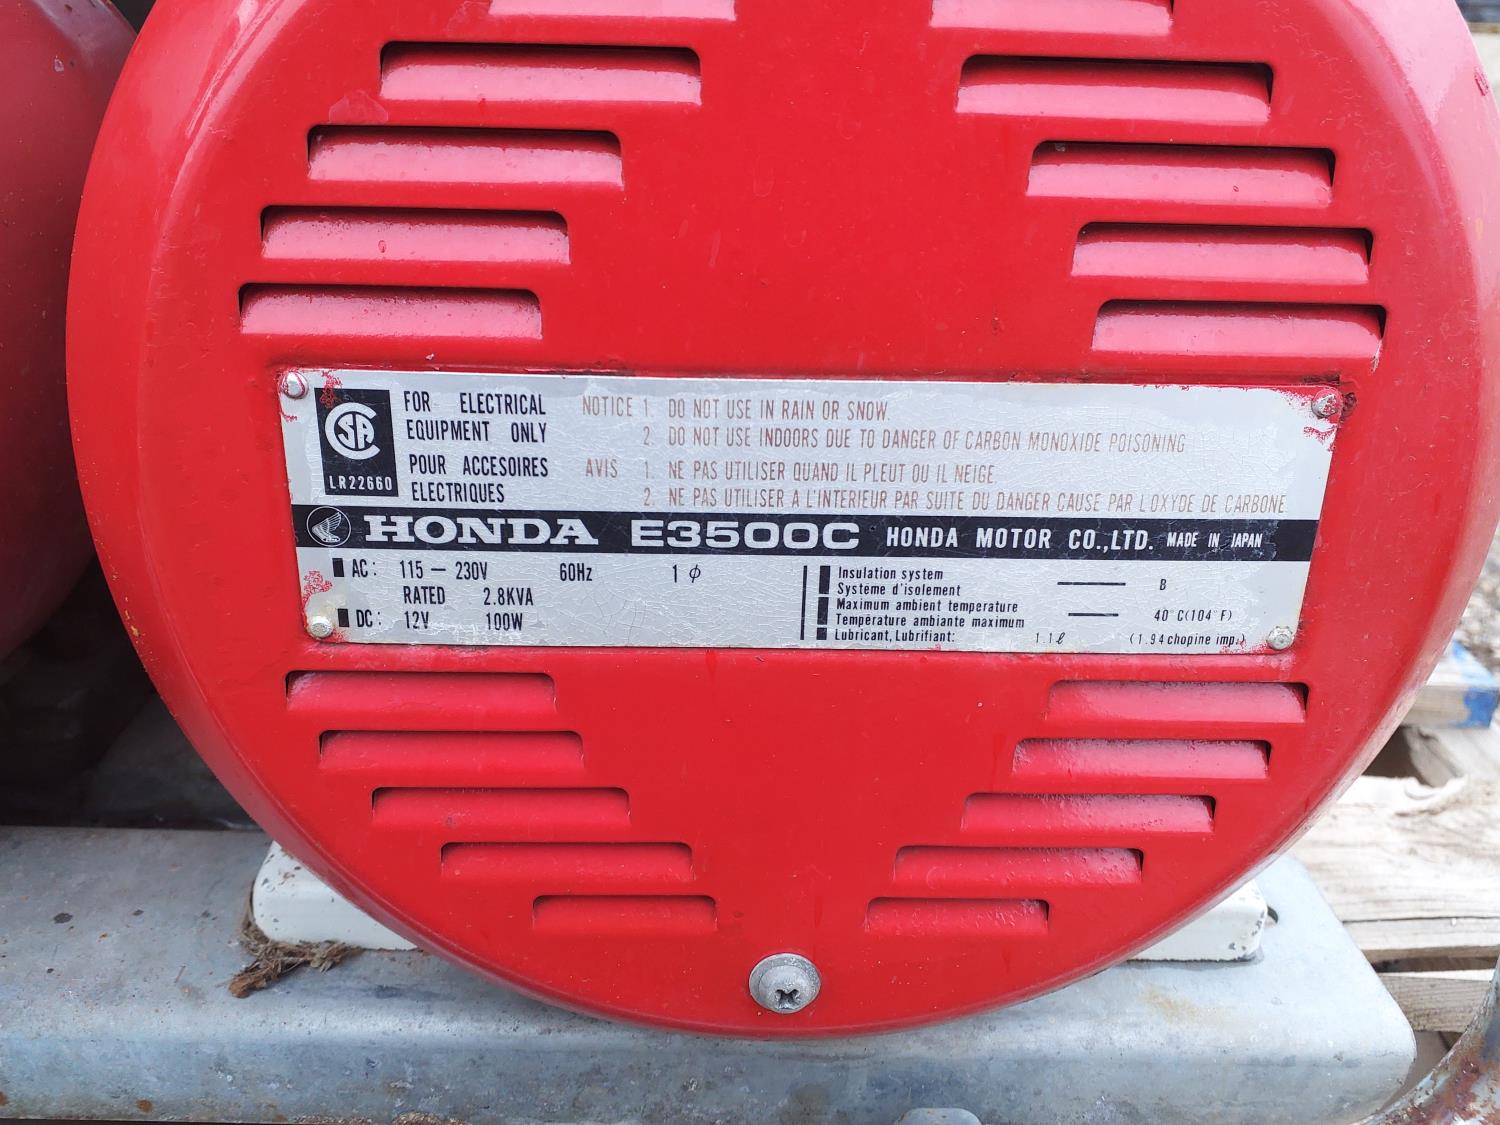 CSA
LR22660
FOR ELECTRICAL
EQUIPMENT ONLY
POUR ACCESOIRES
ELECTRIQUES
NOTICE 1. DO NOT USE IN RAIN OR SNOW.
2. DO NOT USE INDOORS DUE TO DANGER OF CARBON MONOXIDE POISONING
AVIS 1. NE PAS UTILISER QUAND IL PLEUT OU IL NEIGE.
2. NE PAS UTILISER A L'INTERIEUR PAR SUITE DU DANGER CAUSE PAR L'OXYDE DE CARBONE
HONDA E3500C HONDA MOTOR CO.,LTD. MADE IN JAPAN
AC: 115 — 230V 60Hz 1 ϕ
RATED 2.8KVA
DC: 12V 100W
Insulation system
Système d'isolement —— B
Maximum ambient temperature
Température ambiante maximum —— 40°C(104°F)
Lubricant, Lubrifiant: 1.1ℓ (1.94 chopine imp.)